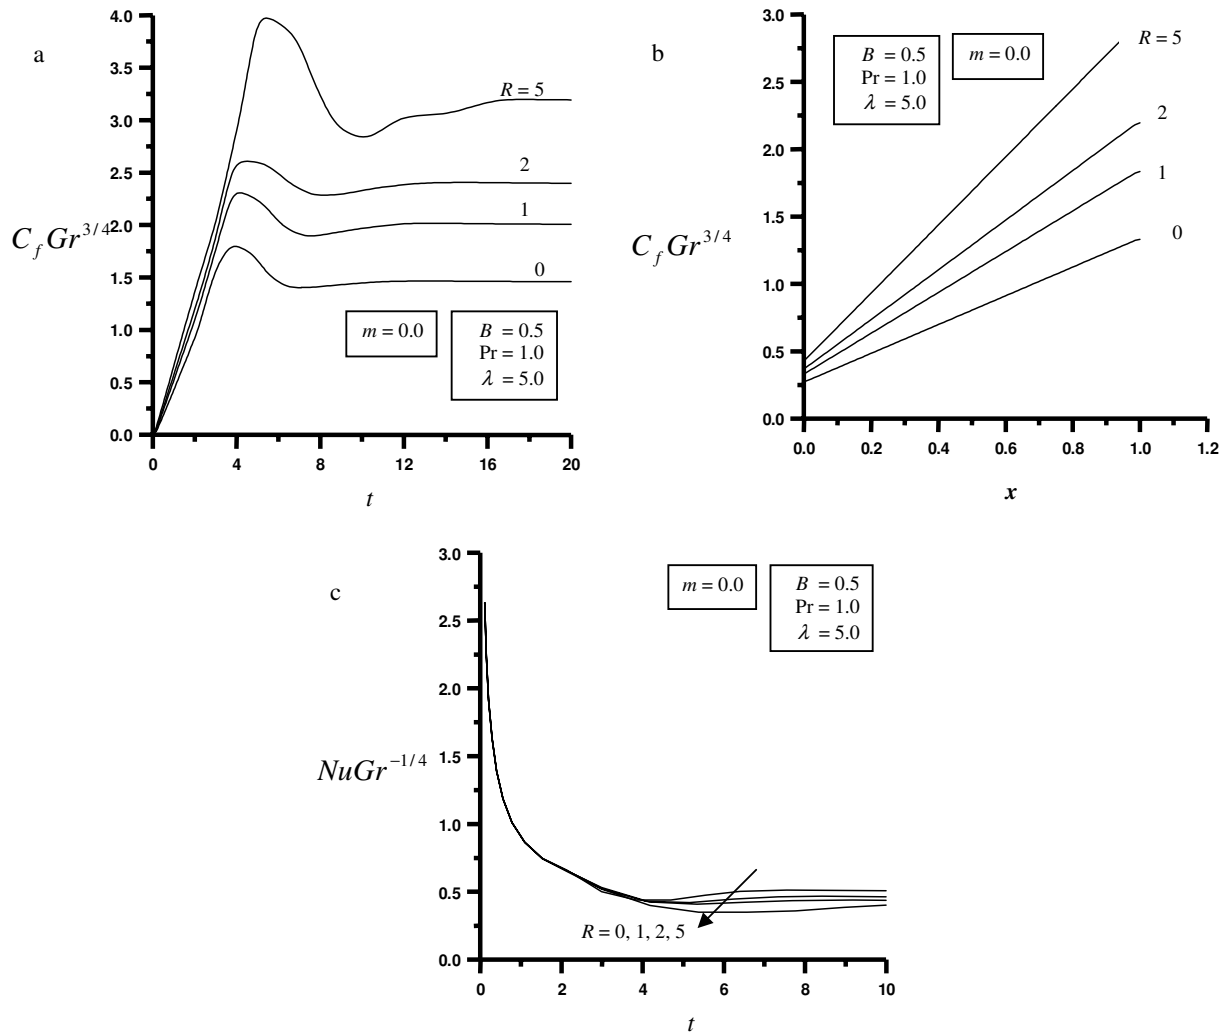 a
4.0
3.5
3.0
2.5
2.0
1.5
1.0
0.5
0.0
C_f Gr^{3/4}
R = 5
2
1
0
m = 0.0
B = 0.5
Pr = 1.0
λ = 5.0
0 4 8 12 16 20
t
b
3.0
2.5
2.0
1.5
1.0
0.5
0.0
C_f Gr^{3/4}
B = 0.5
Pr = 1.0
λ = 5.0
m = 0.0
R = 5
2
1
0
0.0 0.2 0.4 0.6 0.8 1.0 1.2
x
c
3.0
2.5
2.0
1.5
1.0
0.5
0.0
NuGr^{-1/4}
m = 0.0
B = 0.5
Pr = 1.0
λ = 5.0
R = 0, 1, 2, 5
0 2 4 6 8 10
t